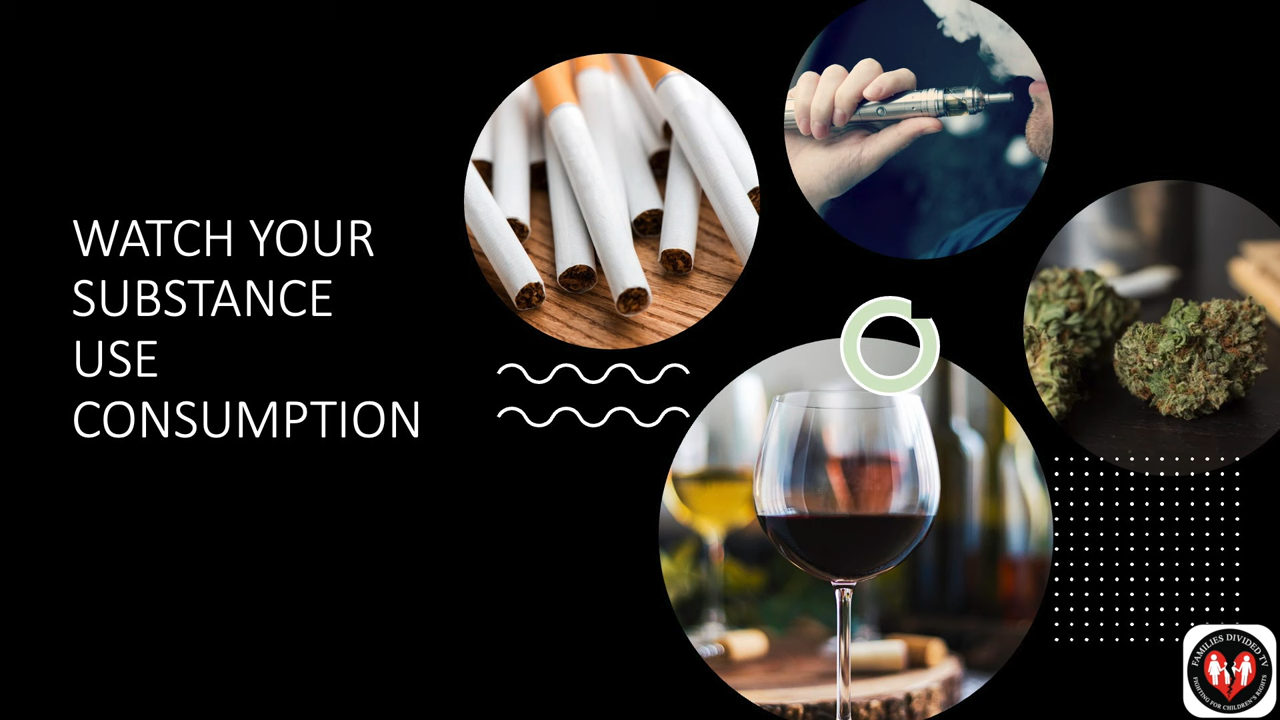 WATCH YOUR
SUBSTANCE
USE
CONSUMPTION
FAMILIES DIVIDED TV
FIGHTING FOR CHILDREN'S RIGHTS